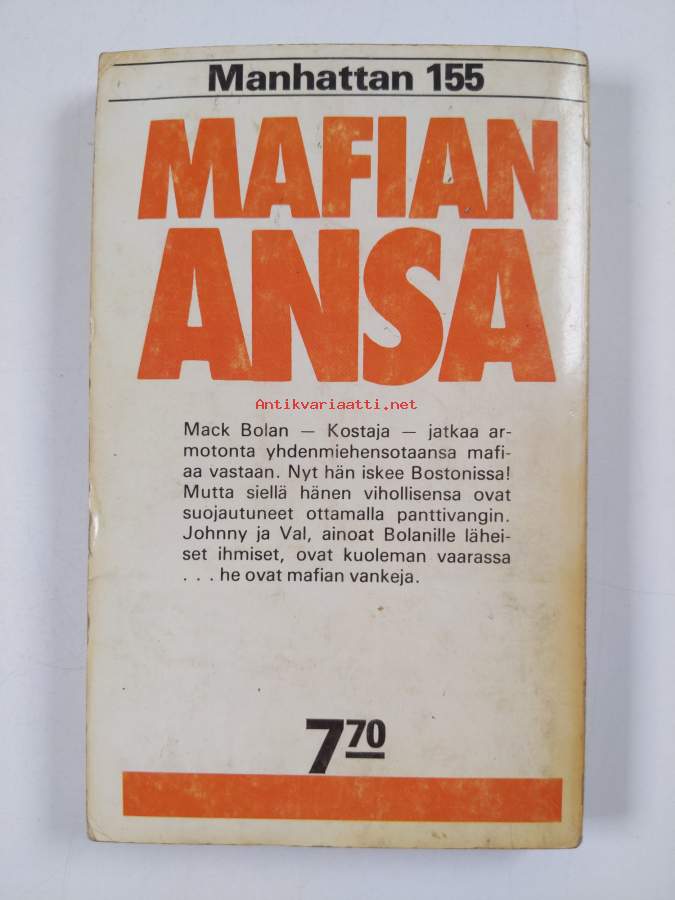 Manhattan 155
MAFIAN
ANSA
Antikvariaatti.net
Mack Bolan — Kostaja — jatkaa ar-
motonta yhdenmiehensotaansa mafi-
aa vastaan. Nyt hän iskee Bostonissa!
Mutta siellä hänen vihollisensa ovat
suojautuneet ottamalla panttivangin.
Johnny ja Val, ainoat Bolanille lähei-
set ihmiset, ovat kuoleman vaarassa
. . . he ovat mafian vankeja.
7 70